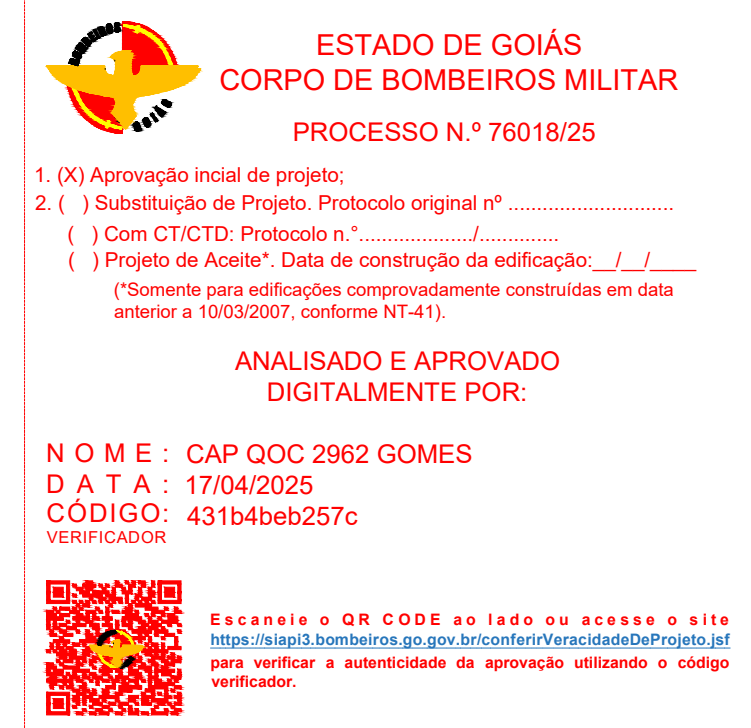 BOMBEIROS
GOIÁS
ESTADO DE GOIÁS
CORPO DE BOMBEIROS MILITAR
PROCESSO N.º 76018/25
1. (X) Aprovação incial de projeto;
2. (   ) Substituição de Projeto. Protocolo original nº .............................
(   ) Com CT/CTD: Protocolo n.°..................../..............
(   ) Projeto de Aceite*. Data de construção da edificação:__/__/____
(*Somente para edificações comprovadamente construídas em data
anterior a 10/03/2007, conforme NT-41).
ANALISADO E APROVADO
DIGITALMENTE POR:
NOME: CAP QOC 2962 GOMES
DATA: 17/04/2025
CÓDIGO: 431b4beb257c
VERIFICADOR
Escaneie o QR CODE ao lado ou acesse o site
https://siapi3.bombeiros.go.gov.br/conferirVeracidadeDeProjeto.jsf
para verificar a autenticidade da aprovação utilizando o código
verificador.